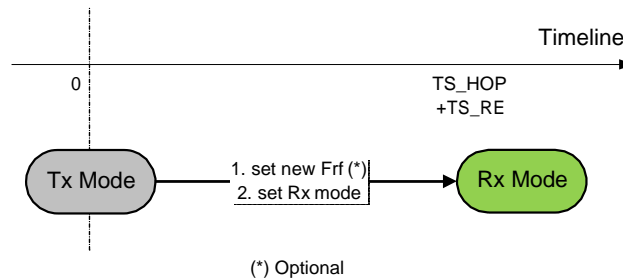 Timeline
0
TS_HOP
+TS_RE
Tx Mode
1. set new Frf (*)
2. set Rx mode
Rx Mode
(*) Optional